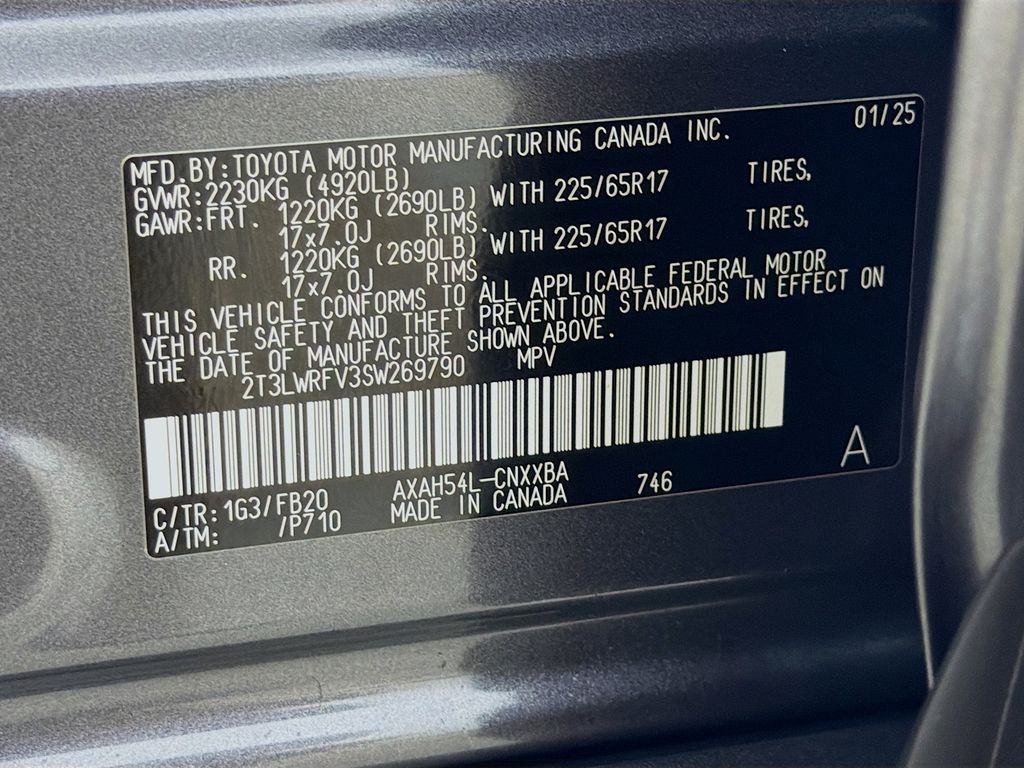 01/25
MFD.BY:TOYOTA MOTOR MANUFACTURING CANADA INC.
GVWR:2230KG (4920LB)
GAWR:FRT. 1220KG (2690LB) WITH 225/65R17 TIRES,
17x7.0J RIMS.
RR. 1220KG (2690LB) WITH 225/65R17 TIRES,
17x7.0J RIMS.
THIS VEHICLE CONFORMS TO ALL APPLICABLE FEDERAL MOTOR
VEHICLE SAFETY AND THEFT PREVENTION STANDARDS IN EFFECT ON
THE DATE OF MANUFACTURE SHOWN ABOVE.
2T3LWRFV3SW269790 MPV
A
C/TR:1G3/FB20 AXAH54L-CNXXBA 746
A/TM: /P710 MADE IN CANADA